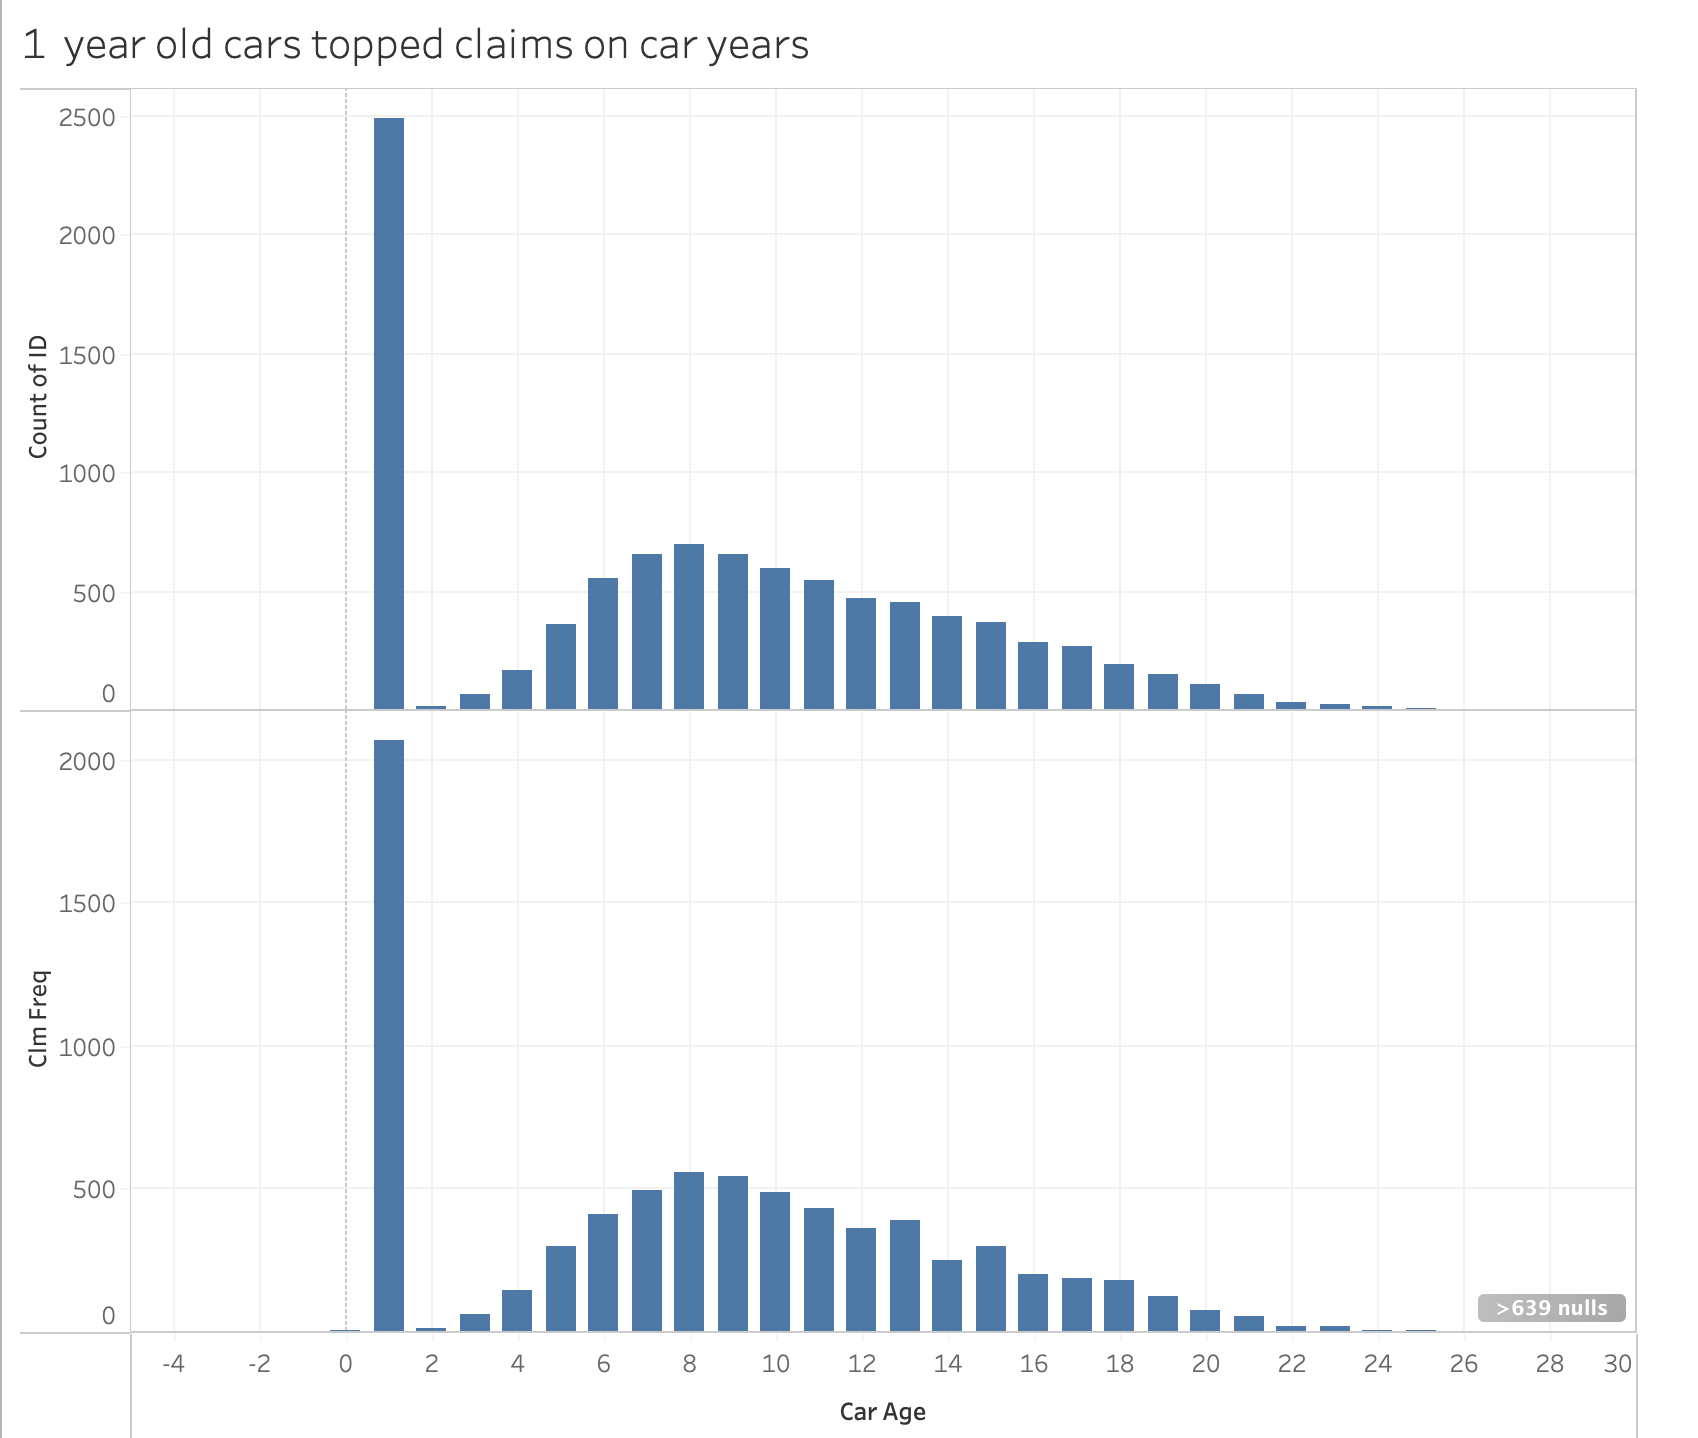 1 year old cars topped claims on car years
2500
2000
1500
1000
500
0
Count of ID
2000
1500
1000
500
0
Clm Freq
>639 nulls
-4 -2 0 2 4 6 8 10 12 14 16 18 20 22 24 26 28 30
Car Age